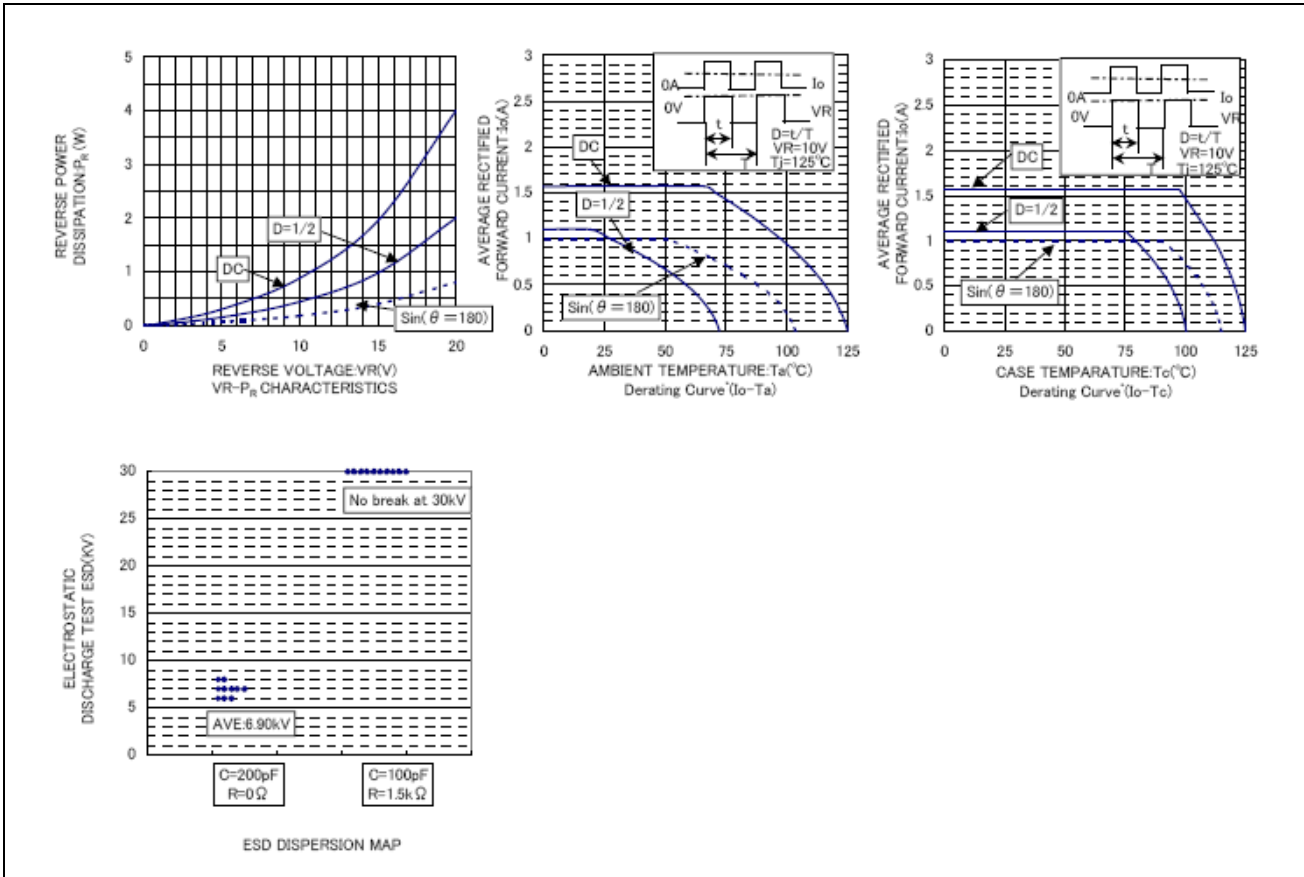 REVERSE POWER
DISSIPATION:PR (W)
5
4
3
2
1
0
D=1/2
DC
Sin(θ=180)
0 5 10 15 20
REVERSE VOLTAGE:VR(V)
VR-PR CHARACTERISTICS
AVERAGE RECTIFIED
FORWARD CURRENT:Io(A)
3
2.5
2
1.5
1
0.5
0
0A
0V
Io
VR
t
T
D=t/T
VR=10V
Tj=125℃
DC
D=1/2
Sin(θ=180)
0 25 50 75 100 125
AMBIENT TEMPERATURE:Ta(℃)
Derating Curve"(Io-Ta)
AVERAGE RECTIFIED
FORWARD CURRENT:Io(A)
3
2.5
2
1.5
1
0.5
0
0A
0V
Io
VR
t
T
D=t/T
VR=10V
Tj=125℃
DC
D=1/2
Sin(θ=180)
0 25 50 75 100 125
CASE TEMPARATURE:Tc(℃)
Derating Curve"(Io-Tc)
ELECTROSTATIC
DISCHARGE TEST ESD(KV)
30
25
20
15
10
5
0
No break at 30kV
AVE:6.90kV
C=200pF
R=0Ω
C=100pF
R=1.5kΩ
ESD DISPERSION MAP